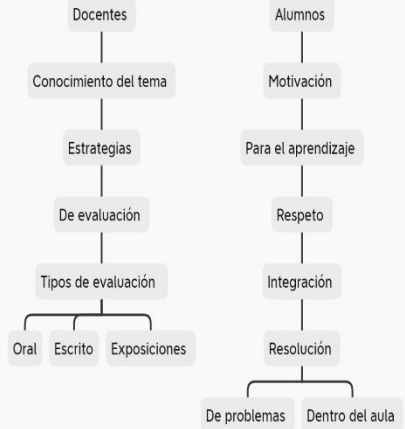 Docentes
Conocimiento del tema
Estrategias
De evaluación
Tipos de evaluación
Oral
Escrito
Exposiciones
Alumnos
Motivación
Para el aprendizaje
Respeto
Integración
Resolución
De problemas
Dentro del aula